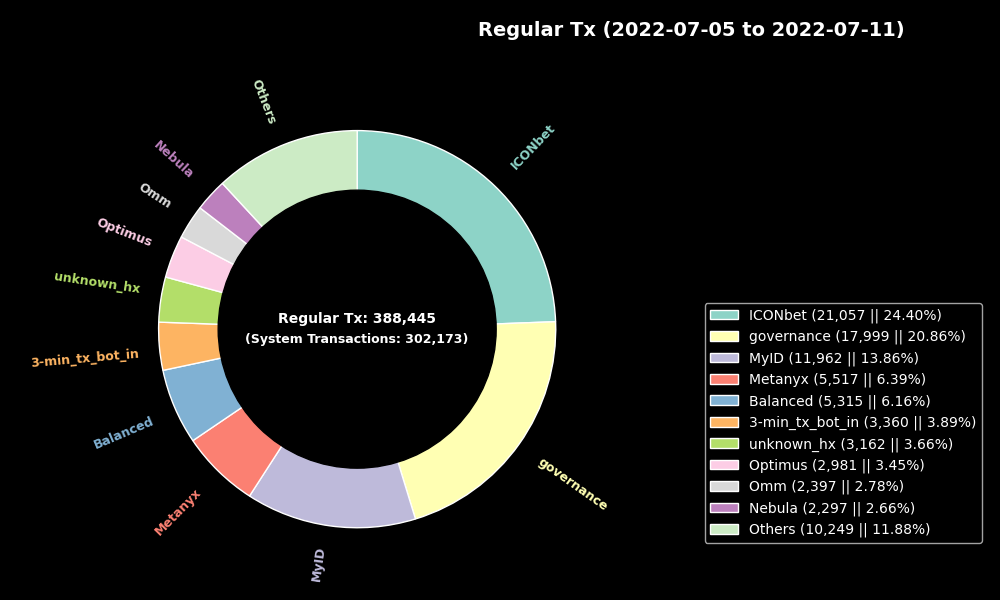 Regular Tx (2022-07-05 to 2022-07-11)
Others
ICONbet
Nebula
Omm
Optimus
unknown_hx
3-min_tx_bot_in
Balanced
Metanyx
MyID
governance
Regular Tx: 388,445
(System Transactions: 302,173)
ICONbet (21,057 || 24.40%)
governance (17,999 || 20.86%)
MyID (11,962 || 13.86%)
Metanyx (5,517 || 6.39%)
Balanced (5,315 || 6.16%)
3-min_tx_bot_in (3,360 || 3.89%)
unknown_hx (3,162 || 3.66%)
Optimus (2,981 || 3.45%)
Omm (2,397 || 2.78%)
Nebula (2,297 || 2.66%)
Others (10,249 || 11.88%)